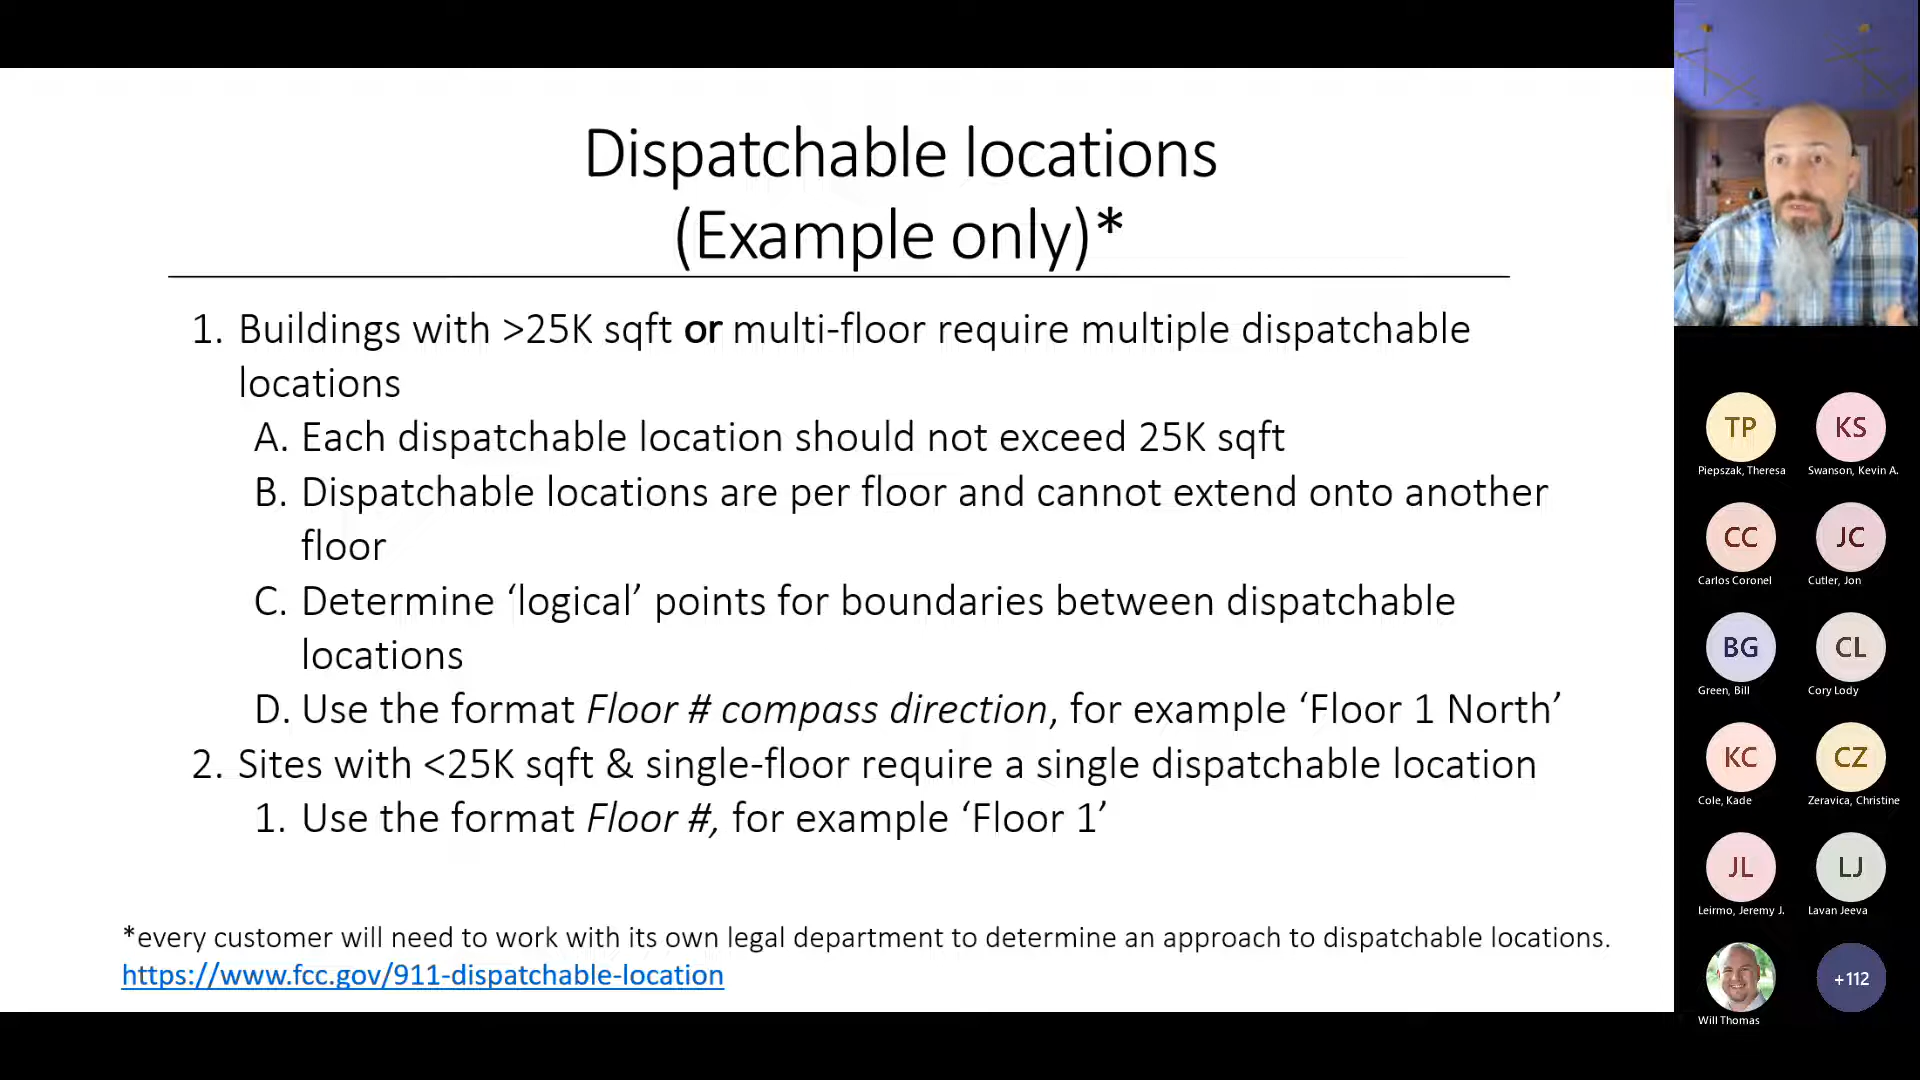 Dispatchable locations
(Example only)*
1. Buildings with >25K sqft or multi-floor require multiple dispatchable
locations
A. Each dispatchable location should not exceed 25K sqft
B. Dispatchable locations are per floor and cannot extend onto another
floor
C. Determine ‘logical’ points for boundaries between dispatchable
locations
D. Use the format Floor # compass direction, for example ‘Floor 1 North’
2. Sites with <25K sqft & single-floor require a single dispatchable location
1. Use the format Floor #, for example ‘Floor 1’
*every customer will need to work with its own legal department to determine an approach to dispatchable locations.
https://www.fcc.gov/911-dispatchable-location
TP KS
Piepszak, Theresa Swanson, Kevin A.
CC JC
Carlos Coronel Cutler, Jon
BG CL
Green, Bill Cory Lody
KC CZ
Cole, Kade Zeravica, Christine
JL LJ
Leirmo, Jeremy J. Lavan Jeeva
+112
Will Thomas